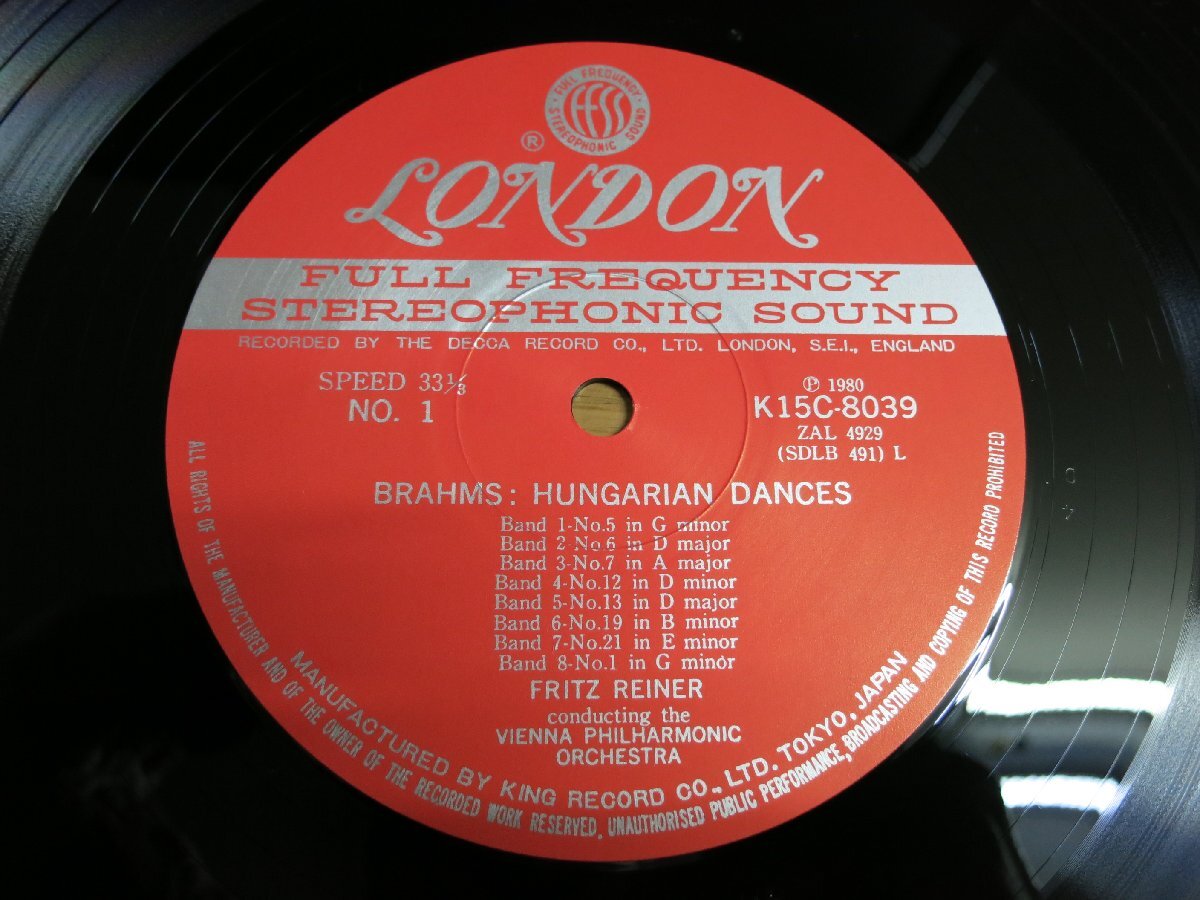 FULL FREQUENCY
STEREOPHONIC SOUND
FFSS
®
LONDON
FULL FREQUENCY
STEREOPHONIC SOUND
RECORDED BY THE DECCA RECORD CO., LTD. LONDON, S.E.I., ENGLAND
SPEED 33⅓
NO. 1
℗ 1980
K15C-8039
ZAL 4929
(SDLB 491) L
BRAHMS: HUNGARIAN DANCES
Band 1-No.5 in G minor
Band 2-No.6 in D major
Band 3-No.7 in A major
Band 4-No.12 in D minor
Band 5-No.13 in D major
Band 6-No.19 in B minor
Band 7-No.21 in E minor
Band 8-No.1 in G minor
FRITZ REINER
conducting the
VIENNA PHILHARMONIC
ORCHESTRA
MANUFACTURED BY KING RECORD CO., LTD. TOKYO, JAPAN
ALL RIGHTS OF THE MANUFACTURER AND OF THE OWNER OF THE RECORDED WORK RESERVED, UNAUTHORISED PUBLIC PERFORMANCE, BROADCASTING AND COPYING OF THIS RECORD PROHIBITED